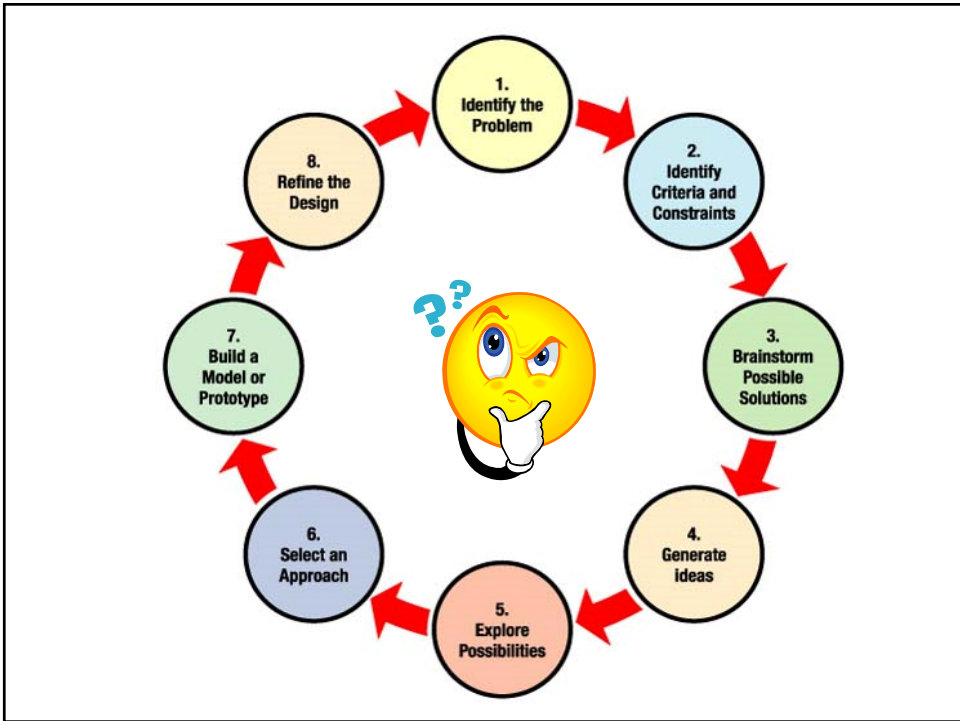 1.
Identify the
Problem
2.
Identify
Criteria and
Constraints
3.
Brainstorm
Possible
Solutions
4.
Generate
ideas
5.
Explore
Possibilities
6.
Select an
Approach
7.
Build a
Model or
Prototype
8.
Refine the
Design
? ?